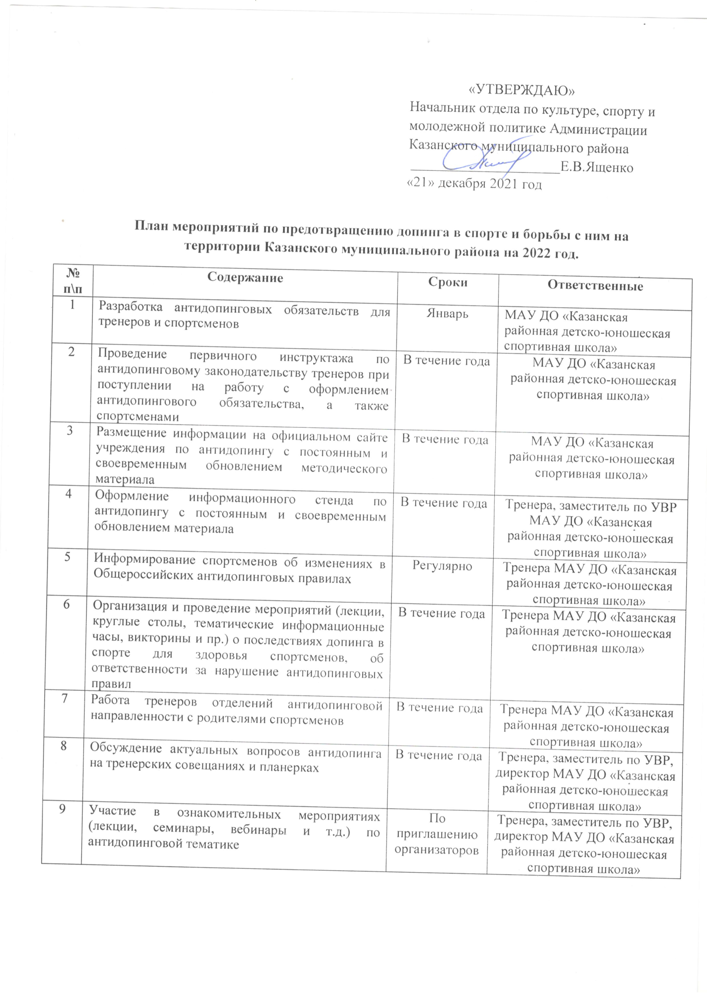 «УТВЕРЖДАЮ»
Начальник отдела по культуре, спорту и
молодежной политике Администрации
Казанского муниципального района
______________________Е.В.Ященко
«21» декабря 2021 год
План мероприятий по предотвращению допинга в спорте и борьбы с ним на
территории Казанского муниципального района на 2022 год.
№
п\п
Содержание
Сроки
Ответственные
1
Разработка антидопинговых обязательств для
тренеров и спортсменов
Январь
МАУ ДО «Казанская
районная детско-юношеская
спортивная школа»
2
Проведение первичного инструктажа по
антидопинговому законодательству тренеров при
поступлении на работу с оформлением
антидопингового обязательства, а также
спортсменами
В течение года
МАУ ДО «Казанская
районная детско-юношеская
спортивная школа»
3
Размещение информации на официальном сайте
учреждения по антидопингу с постоянным и
своевременным обновлением методического
материала
В течение года
МАУ ДО «Казанская
районная детско-юношеская
спортивная школа»
4
Оформление информационного стенда по
антидопингу с постоянным и своевременным
обновлением материала
В течение года
Тренера, заместитель по УВР
МАУ ДО «Казанская
районная детско-юношеская
спортивная школа»
5
Информирование спортсменов об изменениях в
Общероссийских антидопинговых правилах
Регулярно
Тренера МАУ ДО «Казанская
районная детско-юношеская
спортивная школа»
6
Организация и проведение мероприятий (лекции,
круглые столы, тематические информационные
часы, викторины и пр.) о последствиях допинга в
спорте для здоровья спортсменов, об
ответственности за нарушение антидопинговых
правил
В течение года
Тренера МАУ ДО «Казанская
районная детско-юношеская
спортивная школа»
7
Работа тренеров отделений антидопинговой
направленности с родителями спортсменов
В течение года
Тренера МАУ ДО «Казанская
районная детско-юношеская
спортивная школа»
8
Обсуждение актуальных вопросов антидопинга
на тренерских совещаниях и планерках
В течение года
Тренера, заместитель по УВР,
директор МАУ ДО «Казанская
районная детско-юношеская
спортивная школа»
9
Участие в ознакомительных мероприятиях
(лекции, семинары, вебинары и т.д.) по
антидопинговой тематике
По
приглашению
организаторов
Тренера, заместитель по УВР,
директор МАУ ДО «Казанская
районная детско-юношеская
спортивная школа»